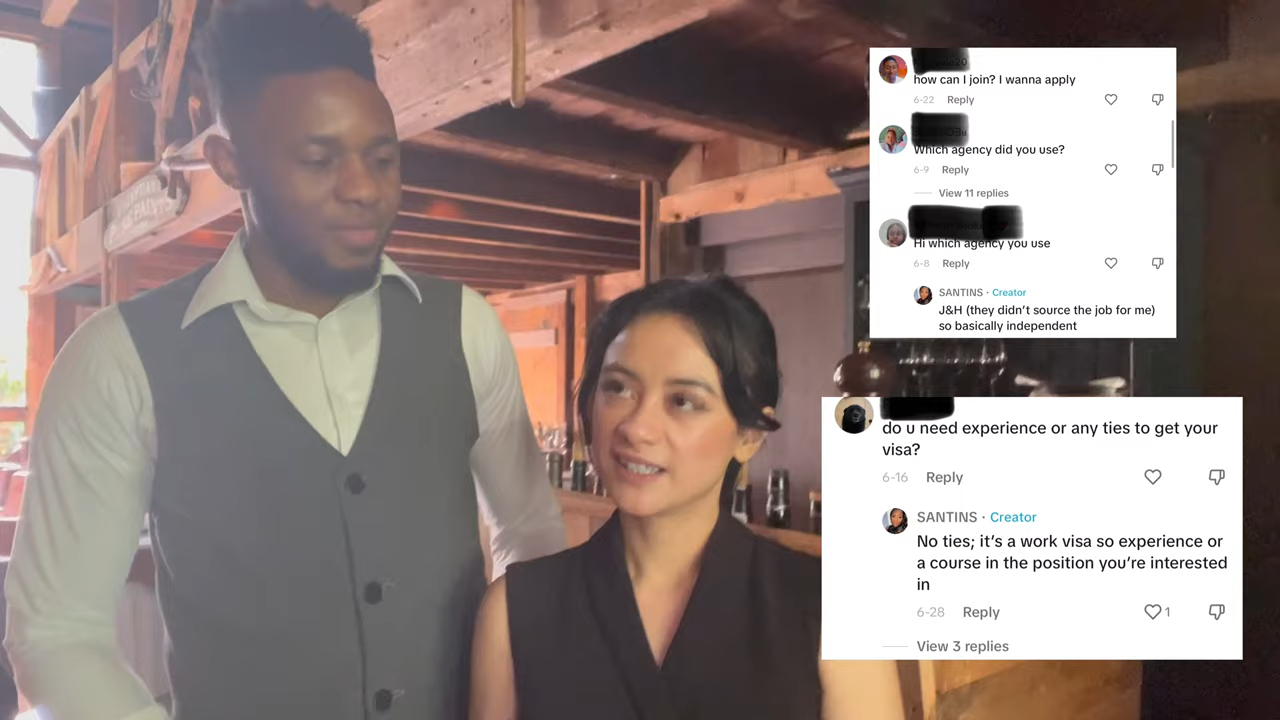 how can I join? I wanna apply
6-22 Reply
Which agency did you use?
6-9 Reply
View 11 replies
Hi which agency you use
6-8 Reply
SANTINS · Creator
J&H (they didn't source the job for me)
so basically independent
do u need experience or any ties to get your
visa?
6-16 Reply
SANTINS · Creator
No ties; it's a work visa so experience or
a course in the position you're interested
in
6-28 Reply 1
View 3 replies